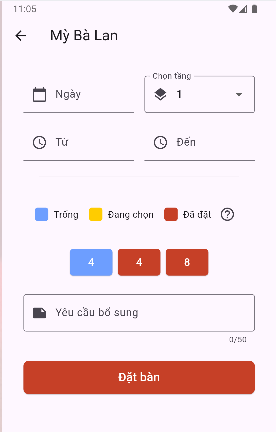 11:05
Mỳ Bà Lan
Ngày
Chọn tầng
1
Từ
Đến
Trống
Đang chọn
Đã đặt
4
4
8
Yêu cầu bổ sung
0/50
Đặt bàn